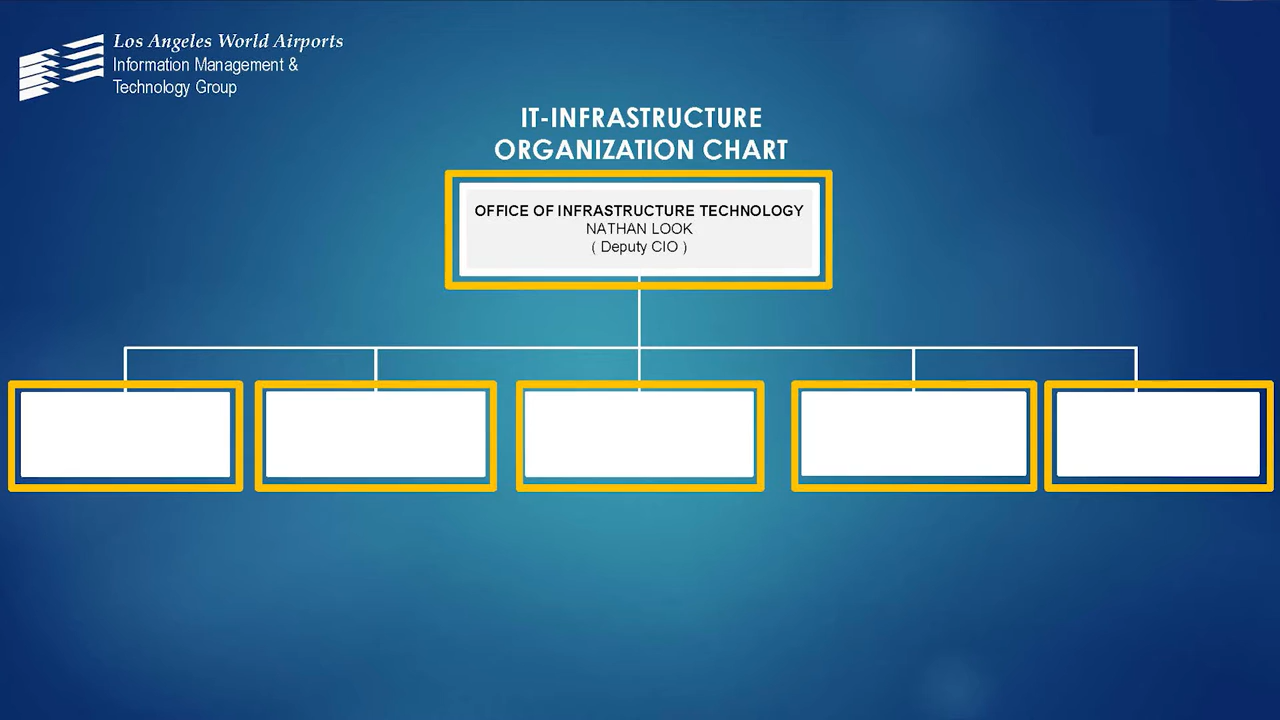 Los Angeles World Airports
Information Management &
Technology Group
IT-INFRASTRUCTURE
ORGANIZATION CHART
OFFICE OF INFRASTRUCTURE TECHNOLOGY
NATHAN LOOK
( Deputy CIO )